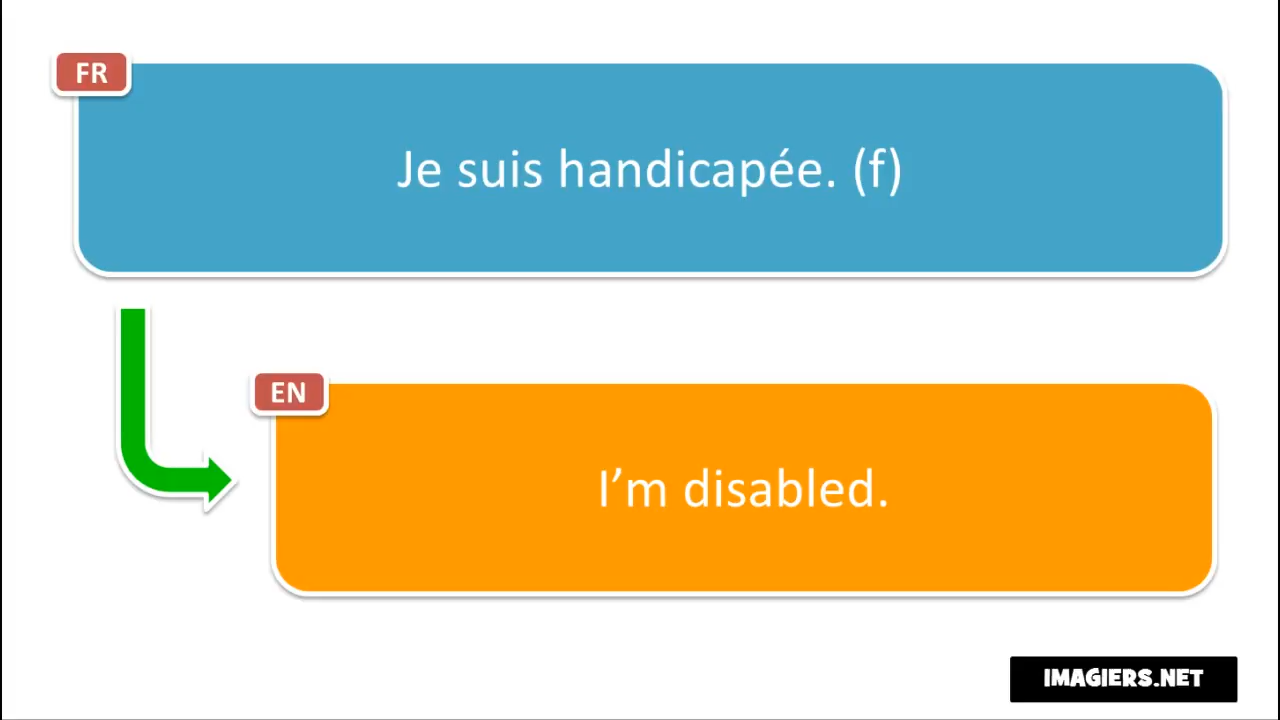 FR
Je suis handicapée. (f)
EN
I’m disabled.
IMAGIERS.NET